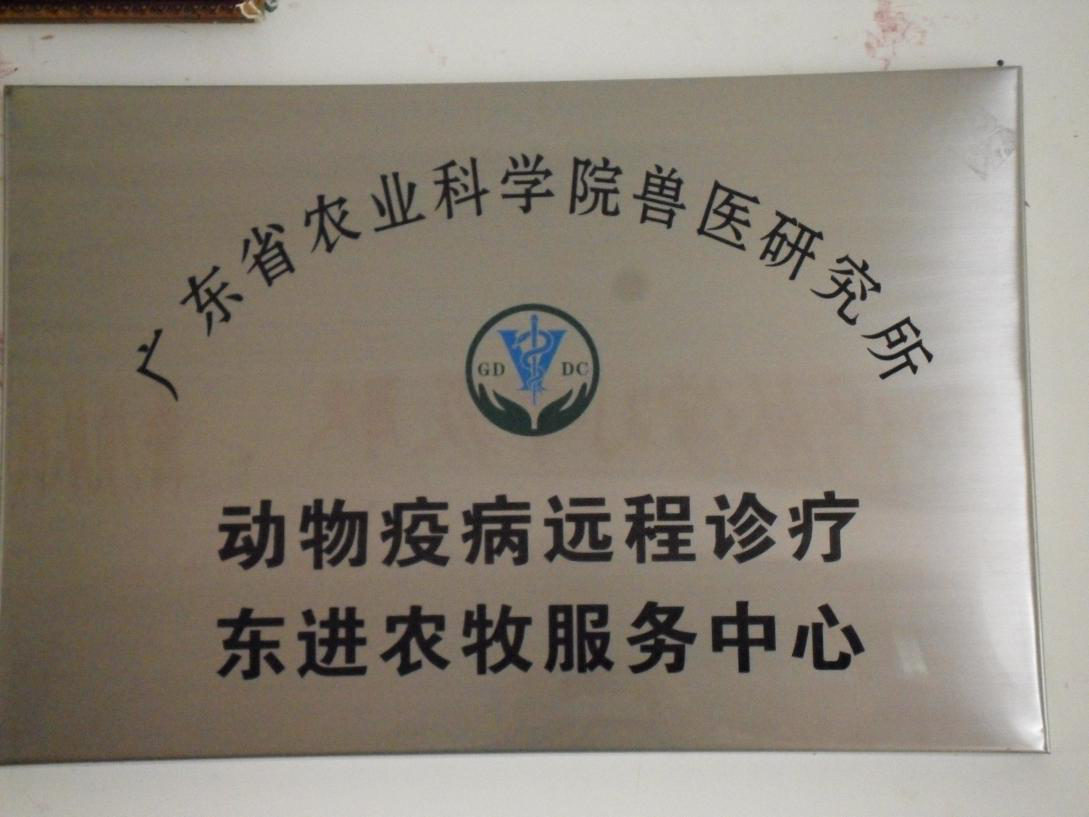 广东省农业科学院兽医研究所
GD DC
动物疫病远程诊疗
东进农牧服务中心